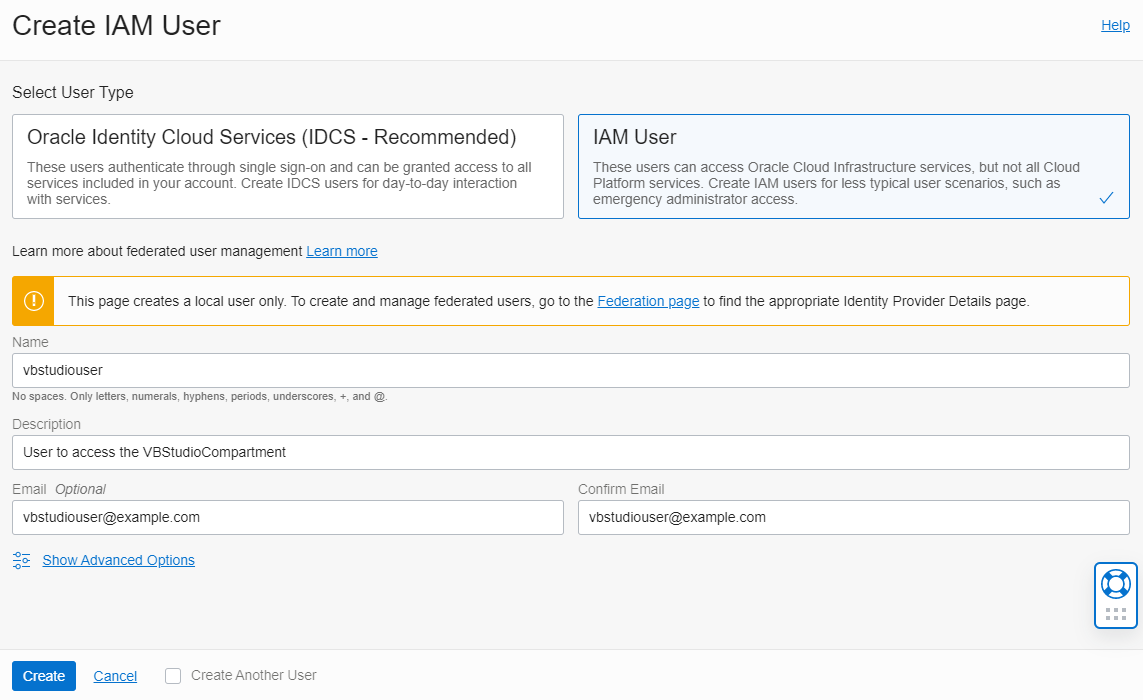 Create IAM User
Help
Select User Type
Oracle Identity Cloud Services (IDCS - Recommended)
These users authenticate through single sign-on and can be granted access to all
services included in your account. Create IDCS users for day-to-day interaction
with services.
IAM User
These users can access Oracle Cloud Infrastructure services, but not all Cloud
Platform services. Create IAM users for less typical user scenarios, such as
emergency administrator access.
Learn more about federated user management Learn more
This page creates a local user only. To create and manage federated users, go to the Federation page to find the appropriate Identity Provider Details page.
Name
vbstudiouser
No spaces. Only letters, numerals, hyphens, periods, underscores, +, and @.
Description
User to access the VBStudioCompartment
Email Optional
vbstudiouser@example.com
Confirm Email
vbstudiouser@example.com
Show Advanced Options
Create
Cancel
Create Another User